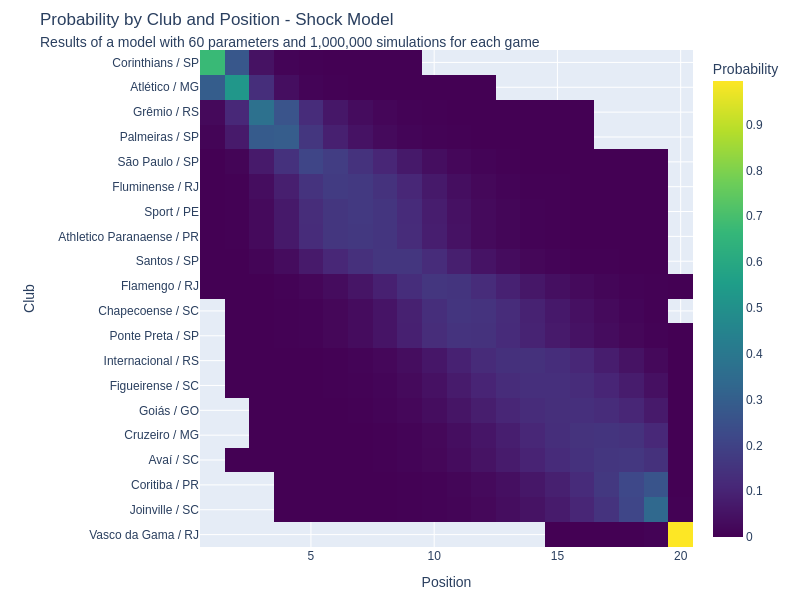 Probability by Club and Position - Shock Model
Results of a model with 60 parameters and 1,000,000 simulations for each game
Corinthians / SP
Atlético / MG
Grêmio / RS
Palmeiras / SP
São Paulo / SP
Fluminense / RJ
Sport / PE
Athletico Paranaense / PR
Santos / SP
Flamengo / RJ
Chapecoense / SC
Ponte Preta / SP
Internacional / RS
Figueirense / SC
Goiás / GO
Cruzeiro / MG
Avaí / SC
Coritiba / PR
Joinville / SC
Vasco da Gama / RJ
Club
5
10
15
20
Position
Probability
0.9
0.8
0.7
0.6
0.5
0.4
0.3
0.2
0.1
0